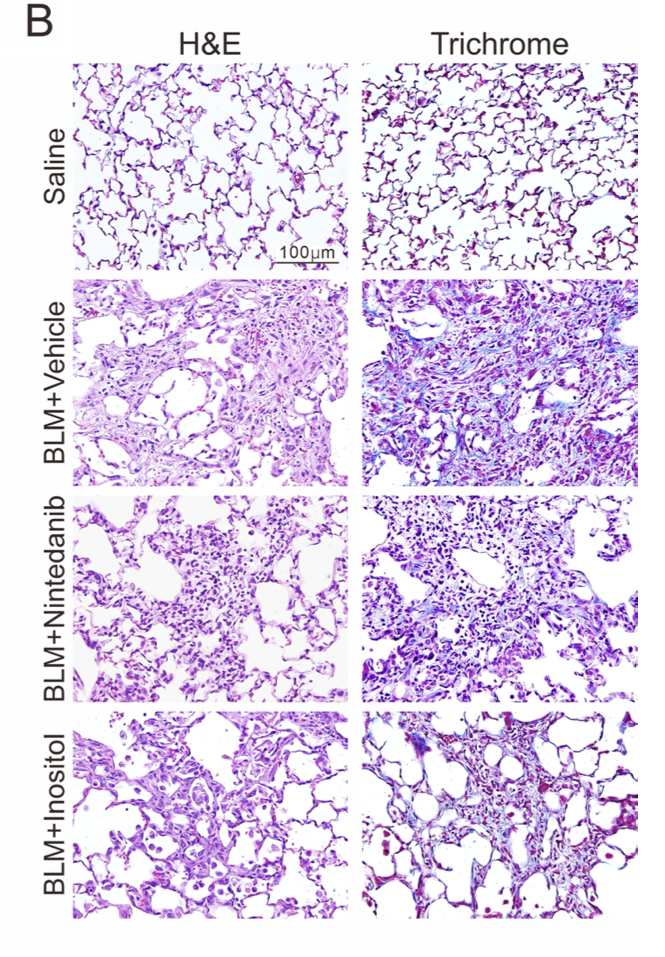 B
H&E Trichrome
Saline
100μm
BLM+Vehicle
BLM+Nintedanib
BLM+Inositol